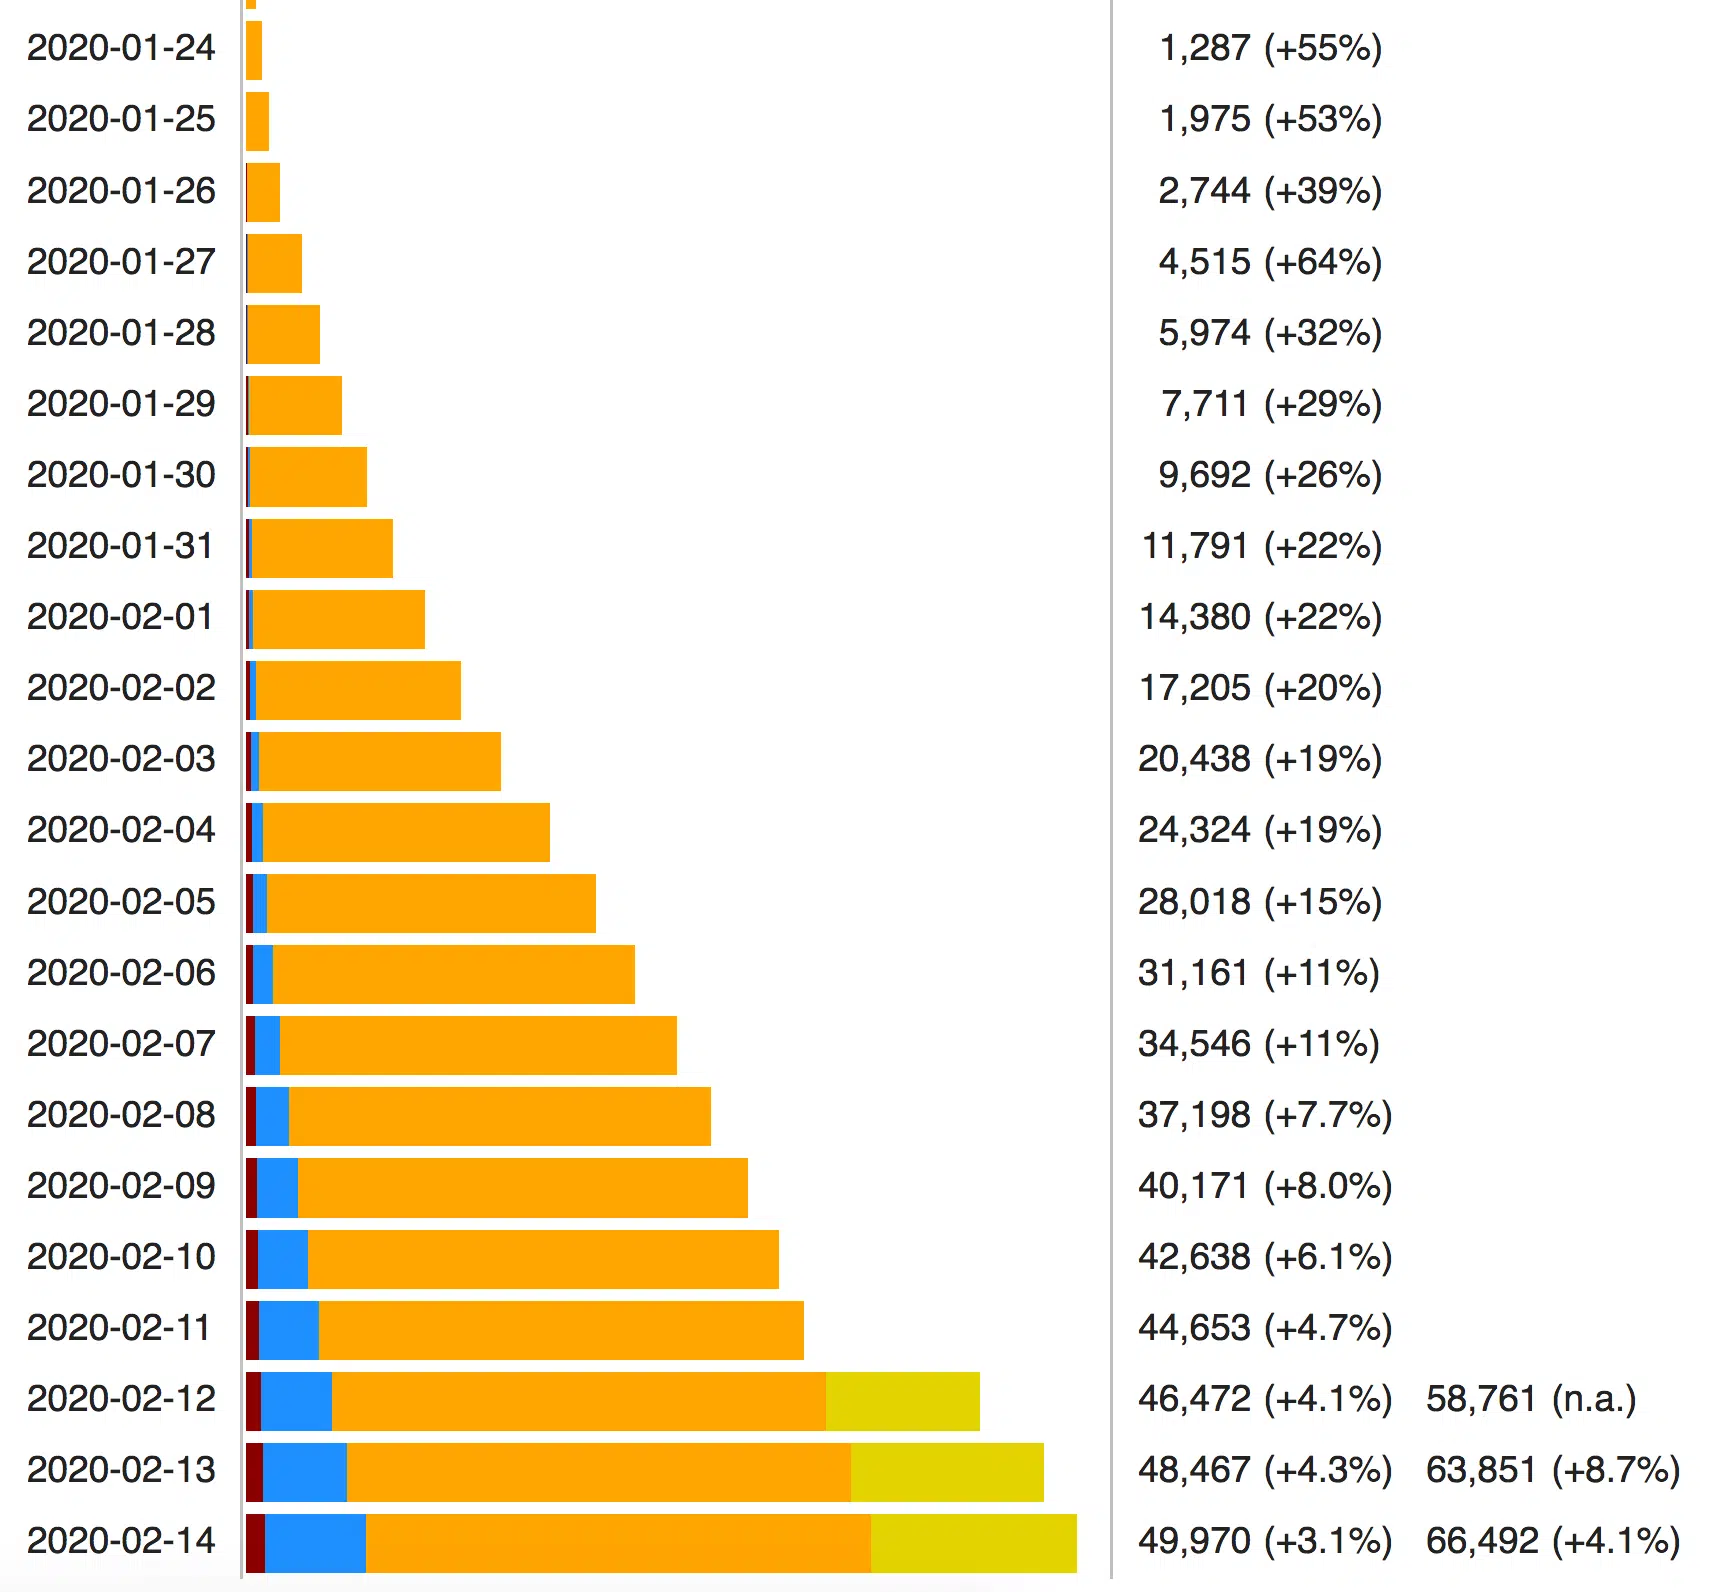 2020-01-24 1,287 (+55%)
2020-01-25 1,975 (+53%)
2020-01-26 2,744 (+39%)
2020-01-27 4,515 (+64%)
2020-01-28 5,974 (+32%)
2020-01-29 7,711 (+29%)
2020-01-30 9,692 (+26%)
2020-01-31 11,791 (+22%)
2020-02-01 14,380 (+22%)
2020-02-02 17,205 (+20%)
2020-02-03 20,438 (+19%)
2020-02-04 24,324 (+19%)
2020-02-05 28,018 (+15%)
2020-02-06 31,161 (+11%)
2020-02-07 34,546 (+11%)
2020-02-08 37,198 (+7.7%)
2020-02-09 40,171 (+8.0%)
2020-02-10 42,638 (+6.1%)
2020-02-11 44,653 (+4.7%)
2020-02-12 46,472 (+4.1%) 58,761 (n.a.)
2020-02-13 48,467 (+4.3%) 63,851 (+8.7%)
2020-02-14 49,970 (+3.1%) 66,492 (+4.1%)